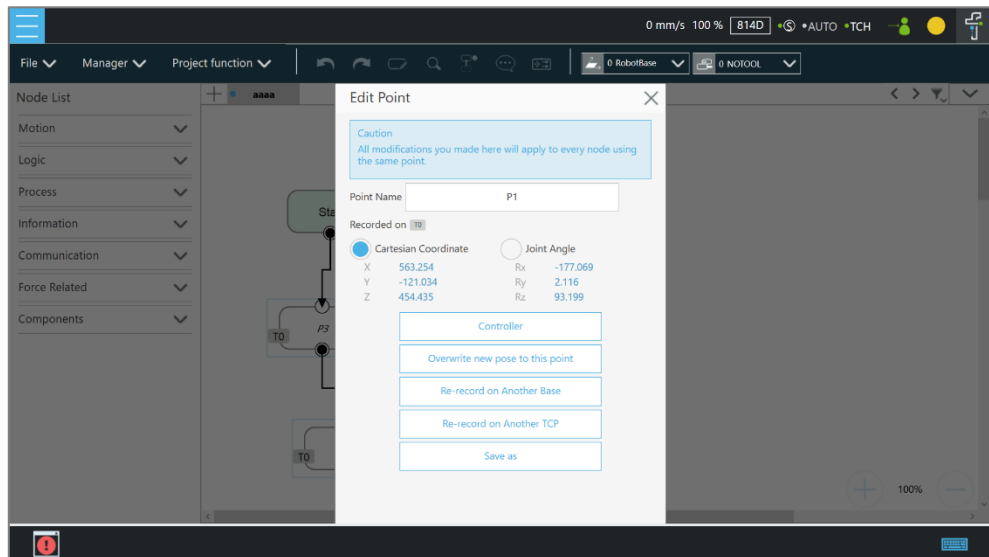 0 mm/s 100 % 814D Ⓢ AUTO TCH
File Manager Project function 0 RobotBase 0 NOTOOL
Node List
Motion
Logic
Process
Information
Communication
Force Related
Components
aaaa
Sta
P3
T0
T0
Edit Point
Caution
All modifications you made here will apply to every node using
the same point.
Point Name P1
Recorded on T0
Cartesian Coordinate Joint Angle
X 563.254 Rx -177.069
Y -121.034 Ry 2.116
Z 454.435 Rz 93.199
Controller
Overwrite new pose to this point
Re-record on Another Base
Re-record on Another TCP
Save as
100%